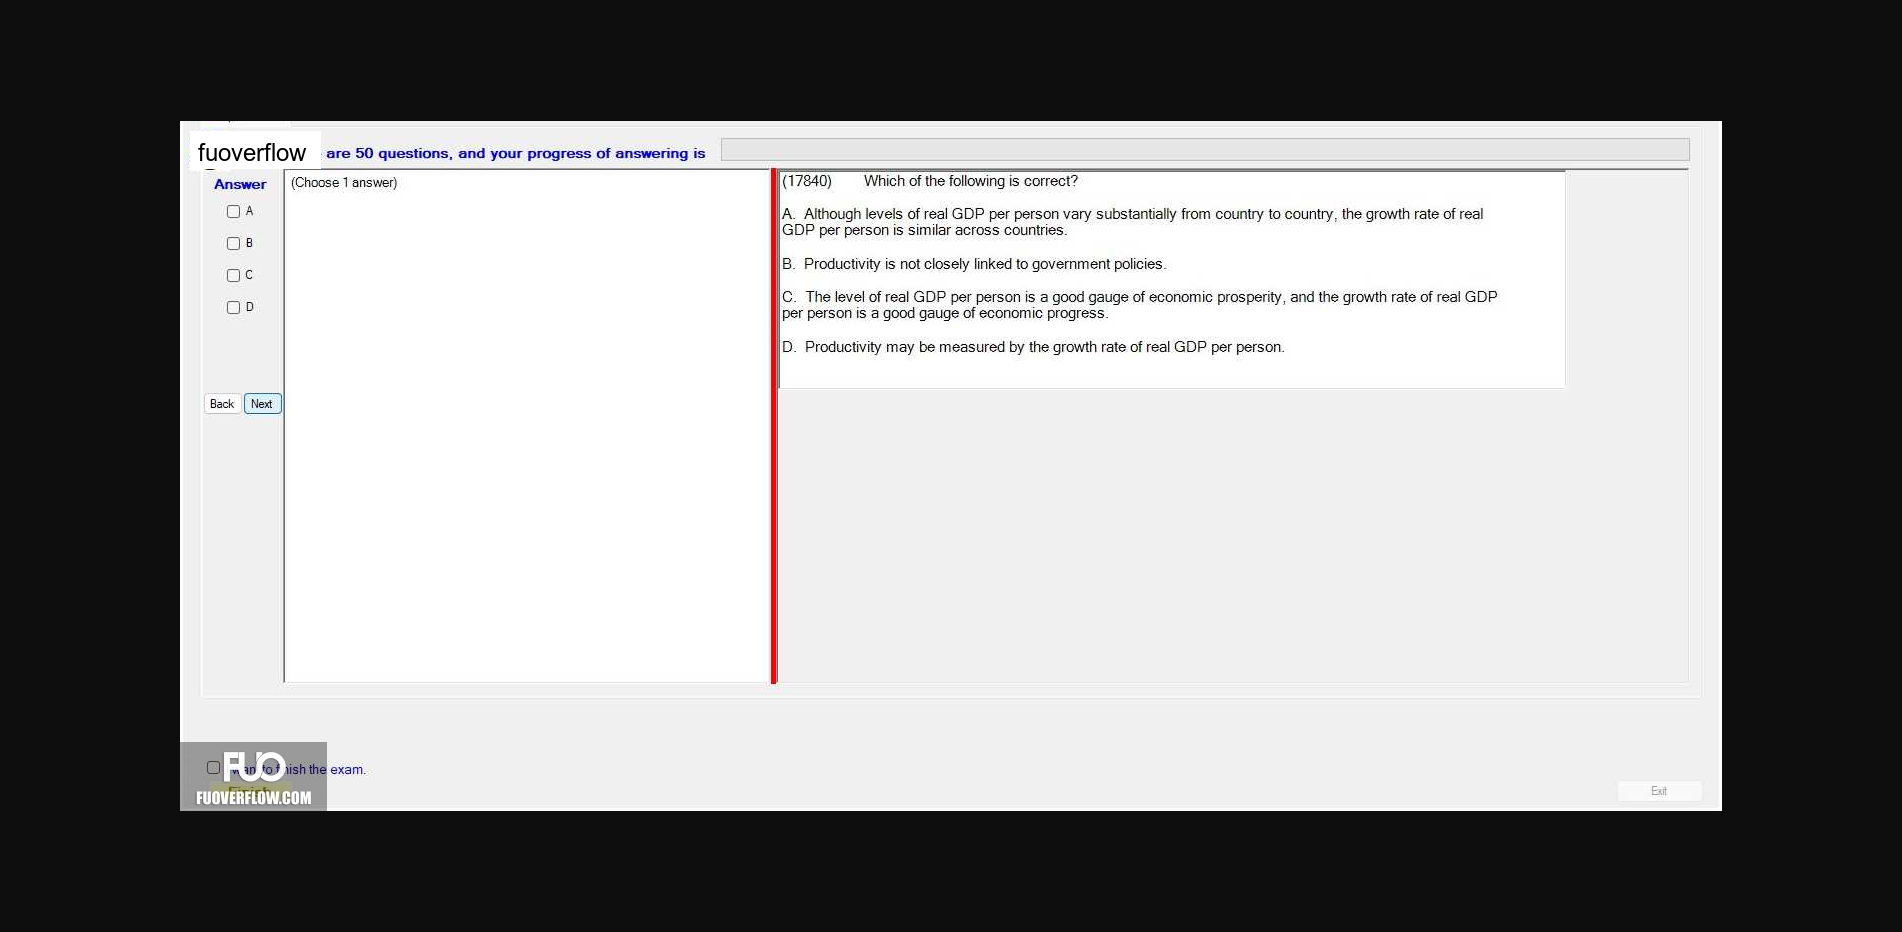 fuoverflow are 50 questions, and your progress of answering is
Answer
(Choose 1 answer)
A
B
C
D
Back Next
(17840) Which of the following is correct?
A. Although levels of real GDP per person vary substantially from country to country, the growth rate of real
GDP per person is similar across countries.
B. Productivity is not closely linked to government policies.
C. The level of real GDP per person is a good gauge of economic prosperity, and the growth rate of real GDP
per person is a good gauge of economic progress.
D. Productivity may be measured by the growth rate of real GDP per person.
want to finish the exam.
Finish
FUO
FUOVERFLOW.COM
Exit